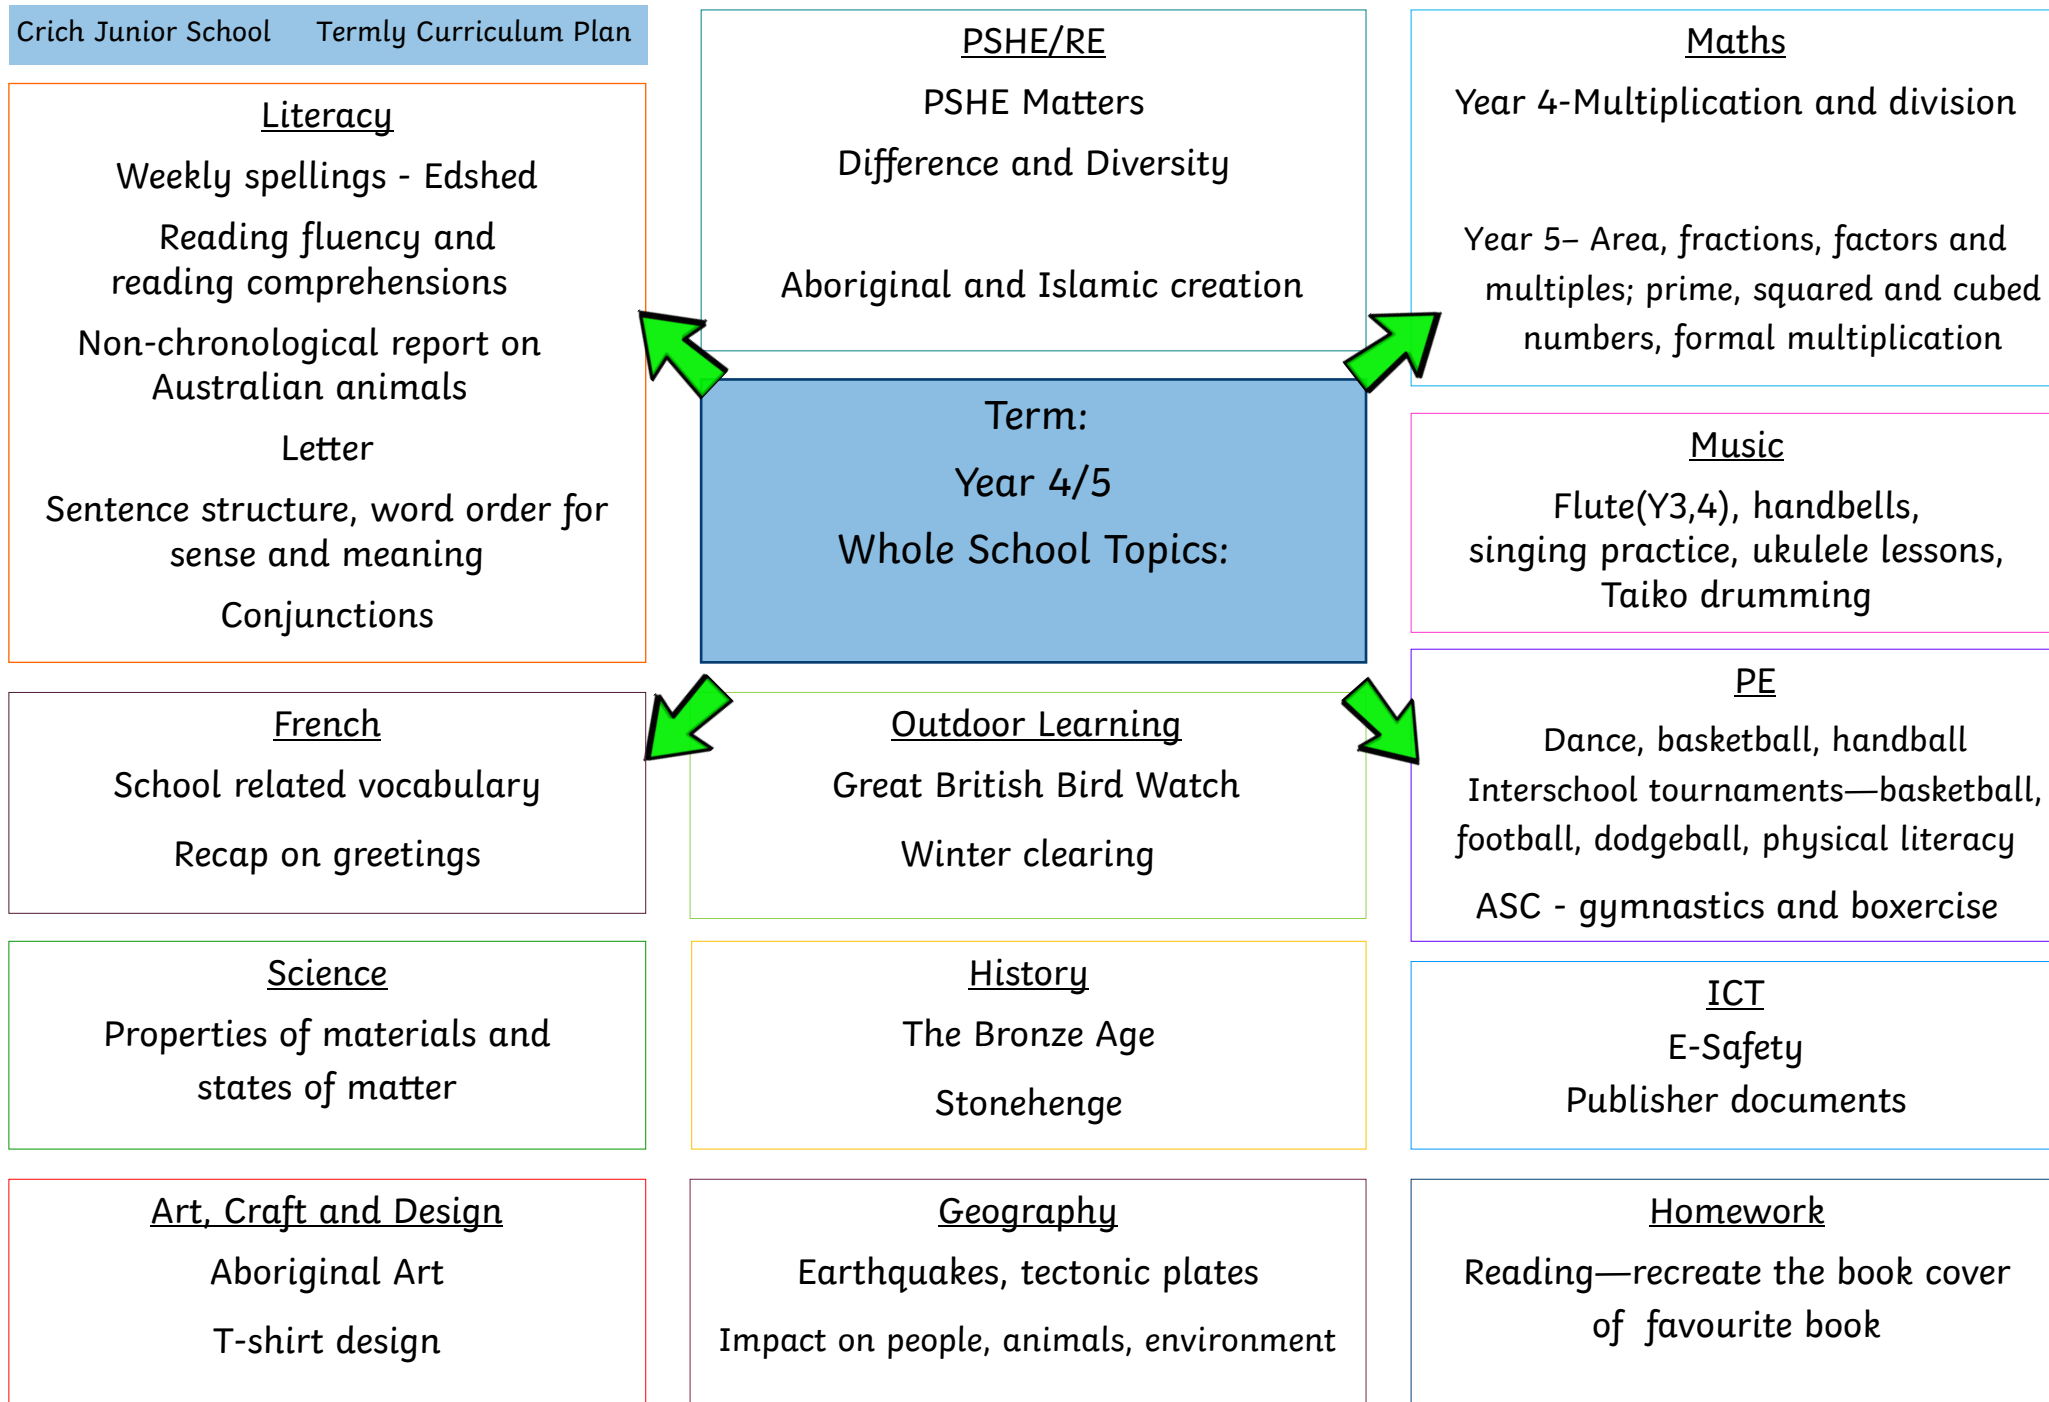 Crich Junior School Termly Curriculum Plan
Literacy
Weekly spellings - Edshed
Reading fluency and
reading comprehensions
Non-chronological report on
Australian animals
Letter
Sentence structure, word order for
sense and meaning
Conjunctions
PSHE/RE
PSHE Matters
Difference and Diversity
Aboriginal and Islamic creation
Maths
Year 4-Multiplication and division
Year 5– Area, fractions, factors and
multiples; prime, squared and cubed
numbers, formal multiplication
Term:
Year 4/5
Whole School Topics:
Music
Flute(Y3,4), handbells,
singing practice, ukulele lessons,
Taiko drumming
French
School related vocabulary
Recap on greetings
Outdoor Learning
Great British Bird Watch
Winter clearing
PE
Dance, basketball, handball
Interschool tournaments—basketball,
football, dodgeball, physical literacy
ASC - gymnastics and boxercise
Science
Properties of materials and
states of matter
History
The Bronze Age
Stonehenge
ICT
E-Safety
Publisher documents
Art, Craft and Design
Aboriginal Art
T-shirt design
Geography
Earthquakes, tectonic plates
Impact on people, animals, environment
Homework
Reading—recreate the book cover
of favourite book